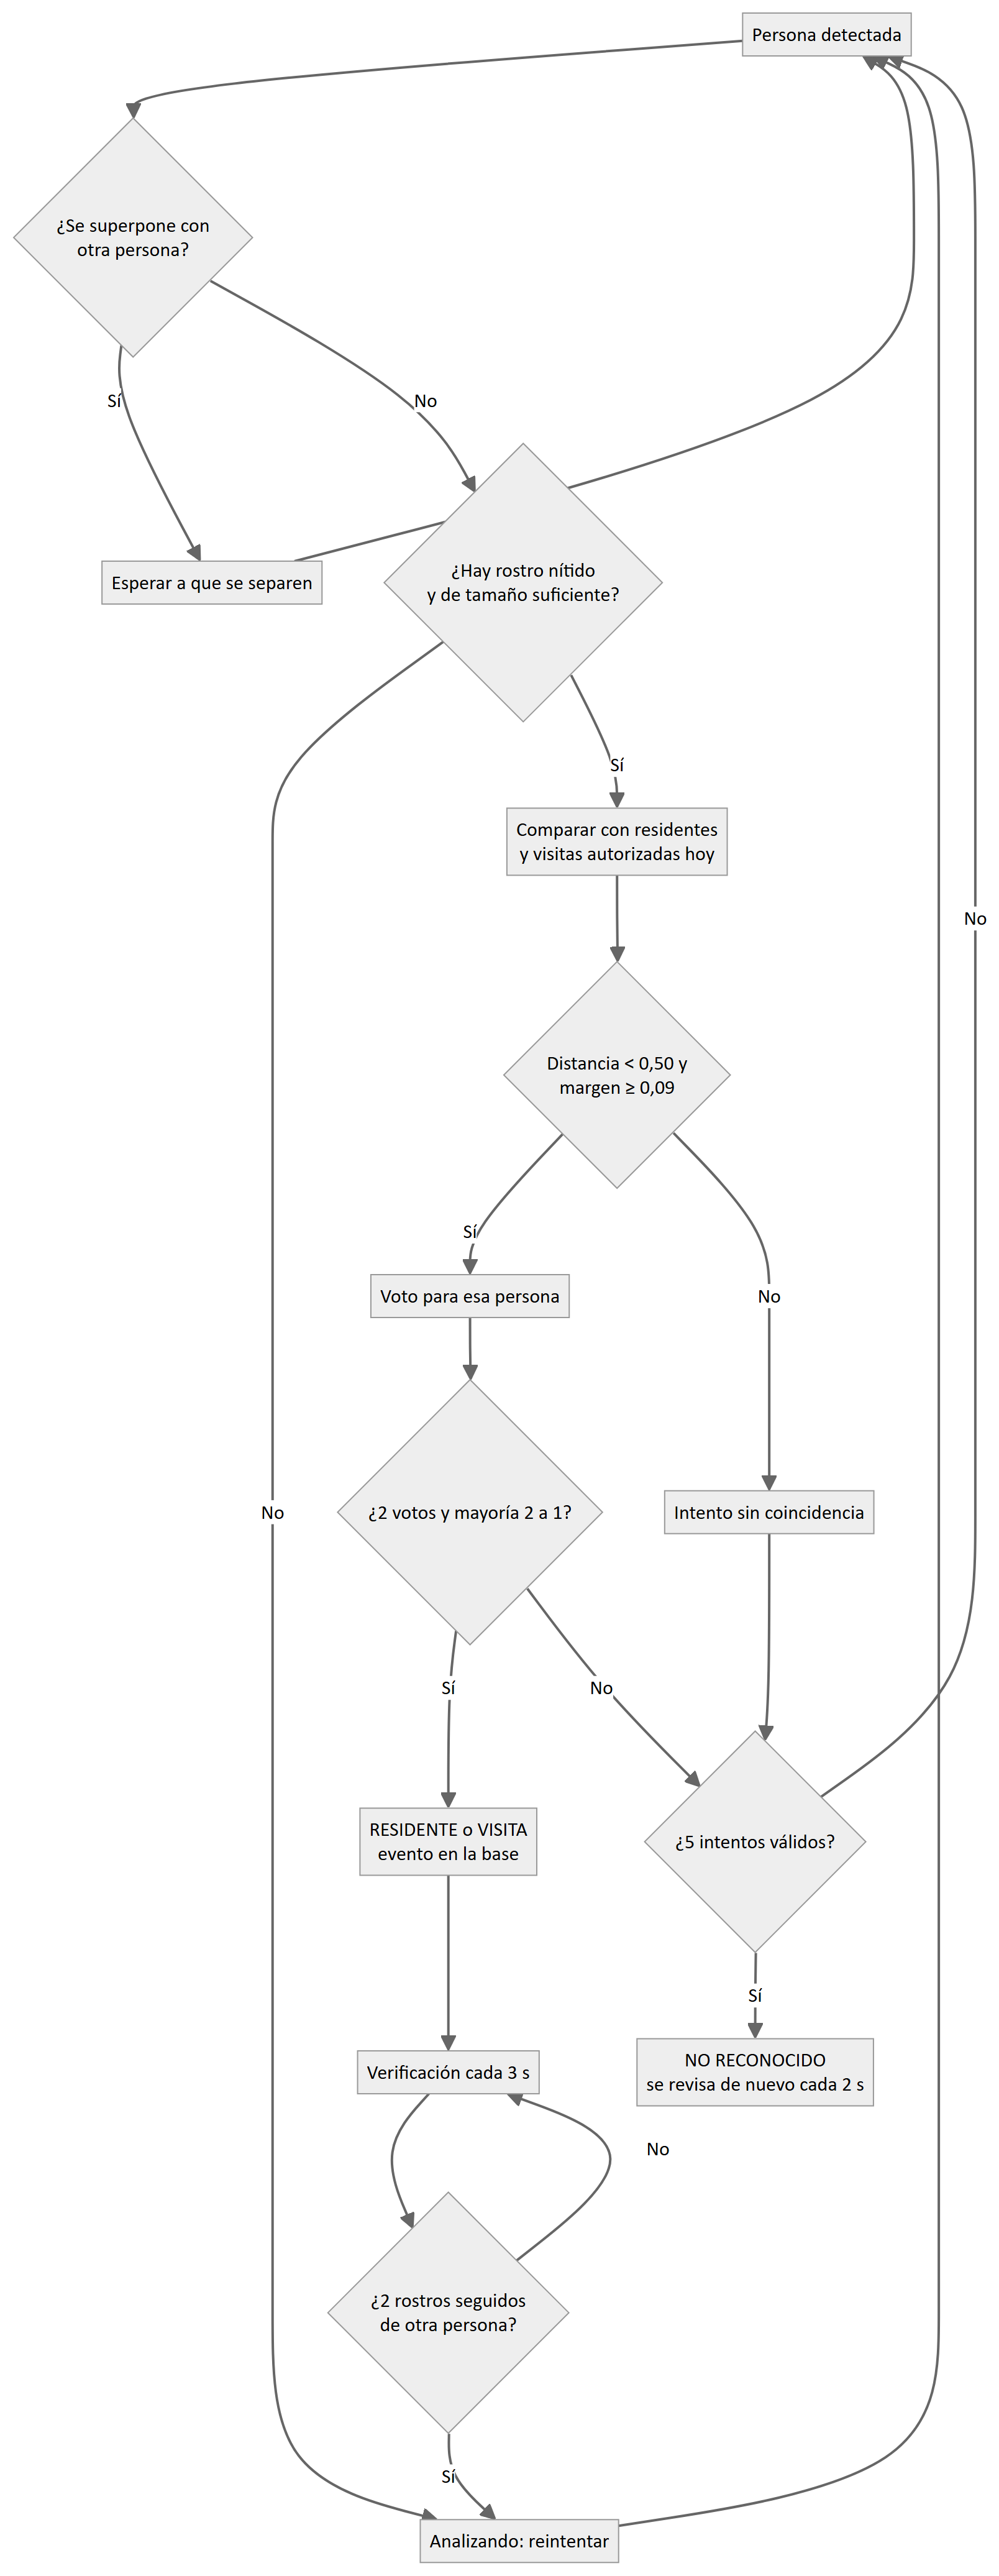 Persona detectada
¿Se superpone con
otra persona?
Sí
No
Esperar a que se separen
¿Hay rostro nítido
y de tamaño suficiente?
Sí
Comparar con residentes
y visitas autorizadas hoy
No
Distancia < 0,50 y
margen ≥ 0,09
Sí
Voto para esa persona
No
No
¿2 votos y mayoría 2 a 1?
Intento sin coincidencia
Sí
No
RESIDENTE o VISITA
evento en la base
¿5 intentos válidos?
Sí
Verificación cada 3 s
NO RECONOCIDO
se revisa de nuevo cada 2 s
No
¿2 rostros seguidos
de otra persona?
Sí
Analizando: reintentar